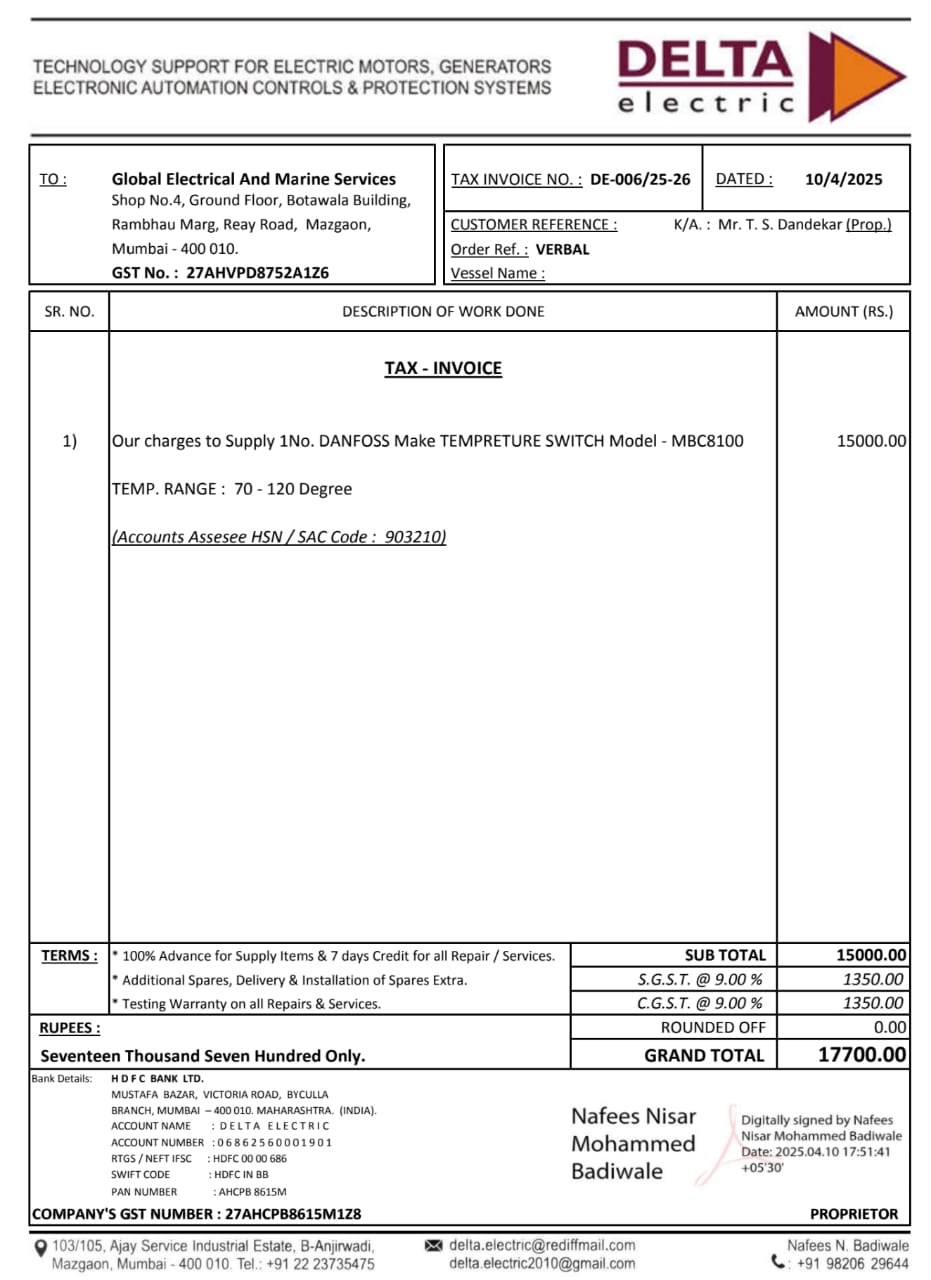 TECHNOLOGY SUPPORT FOR ELECTRIC MOTORS, GENERATORS
ELECTRONIC AUTOMATION CONTROLS & PROTECTION SYSTEMS
DELTA
electric
TO :
Global Electrical And Marine Services
Shop No.4, Ground Floor, Botawala Building,
Rambhau Marg, Reay Road, Mazgaon,
Mumbai - 400 010.
GST No. : 27AHVPD8752A1Z6
TAX INVOICE NO. : DE-006/25-26
DATED : 10/4/2025
CUSTOMER REFERENCE : K/A. : Mr. T. S. Dandekar (Prop.)
Order Ref. : VERBAL
Vessel Name :
SR. NO. DESCRIPTION OF WORK DONE AMOUNT (RS.)
TAX - INVOICE
1) Our charges to Supply 1No. DANFOSS Make TEMPRETURE SWITCH Model - MBC8100 15000.00
TEMP. RANGE : 70 - 120 Degree
(Accounts Assesee HSN / SAC Code : 903210)
TERMS : * 100% Advance for Supply Items & 7 days Credit for all Repair / Services. SUB TOTAL 15000.00
* Additional Spares, Delivery & Installation of Spares Extra. S.G.S.T. @ 9.00 % 1350.00
* Testing Warranty on all Repairs & Services. C.G.S.T. @ 9.00 % 1350.00
RUPEES : ROUNDED OFF 0.00
Seventeen Thousand Seven Hundred Only. GRAND TOTAL 17700.00
Bank Details: H D F C BANK LTD.
MUSTAFA BAZAR, VICTORIA ROAD, BYCULLA
BRANCH, MUMBAI – 400 010. MAHARASHTRA. (INDIA).
ACCOUNT NAME : D E L T A E L E C T R I C
ACCOUNT NUMBER : 0 6 8 6 2 5 6 0 0 0 1 9 0 1
RTGS / NEFT IFSC : HDFC 00 00 686
SWIFT CODE : HDFC IN BB
PAN NUMBER : AHCPB 8615M
Nafees Nisar
Mohammed
Badiwale
Digitally signed by Nafees
Nisar Mohammed Badiwale
Date: 2025.04.10 17:51:41
+05'30'
COMPANY'S GST NUMBER : 27AHCPB8615M1Z8 PROPRIETOR
103/105, Ajay Service Industrial Estate, B-Anjirwadi,
Mazgaon, Mumbai - 400 010. Tel.: +91 22 23735475
delta.electric@rediffmail.com
delta.electric2010@gmail.com
Nafees N. Badiwale
: +91 98206 29644